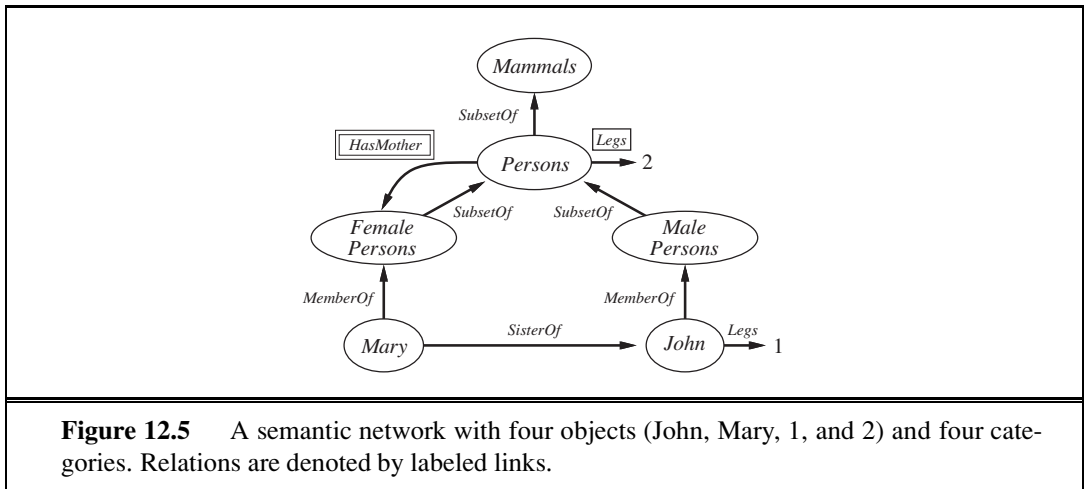 Mammals
SubsetOf
HasMother
Legs
Persons
2
SubsetOf
SubsetOf
Female
Persons
Male
Persons
MemberOf
MemberOf
SisterOf
Legs
Mary
John
1
Figure 12.5 A semantic network with four objects (John, Mary, 1, and 2) and four cate-
gories. Relations are denoted by labeled links.